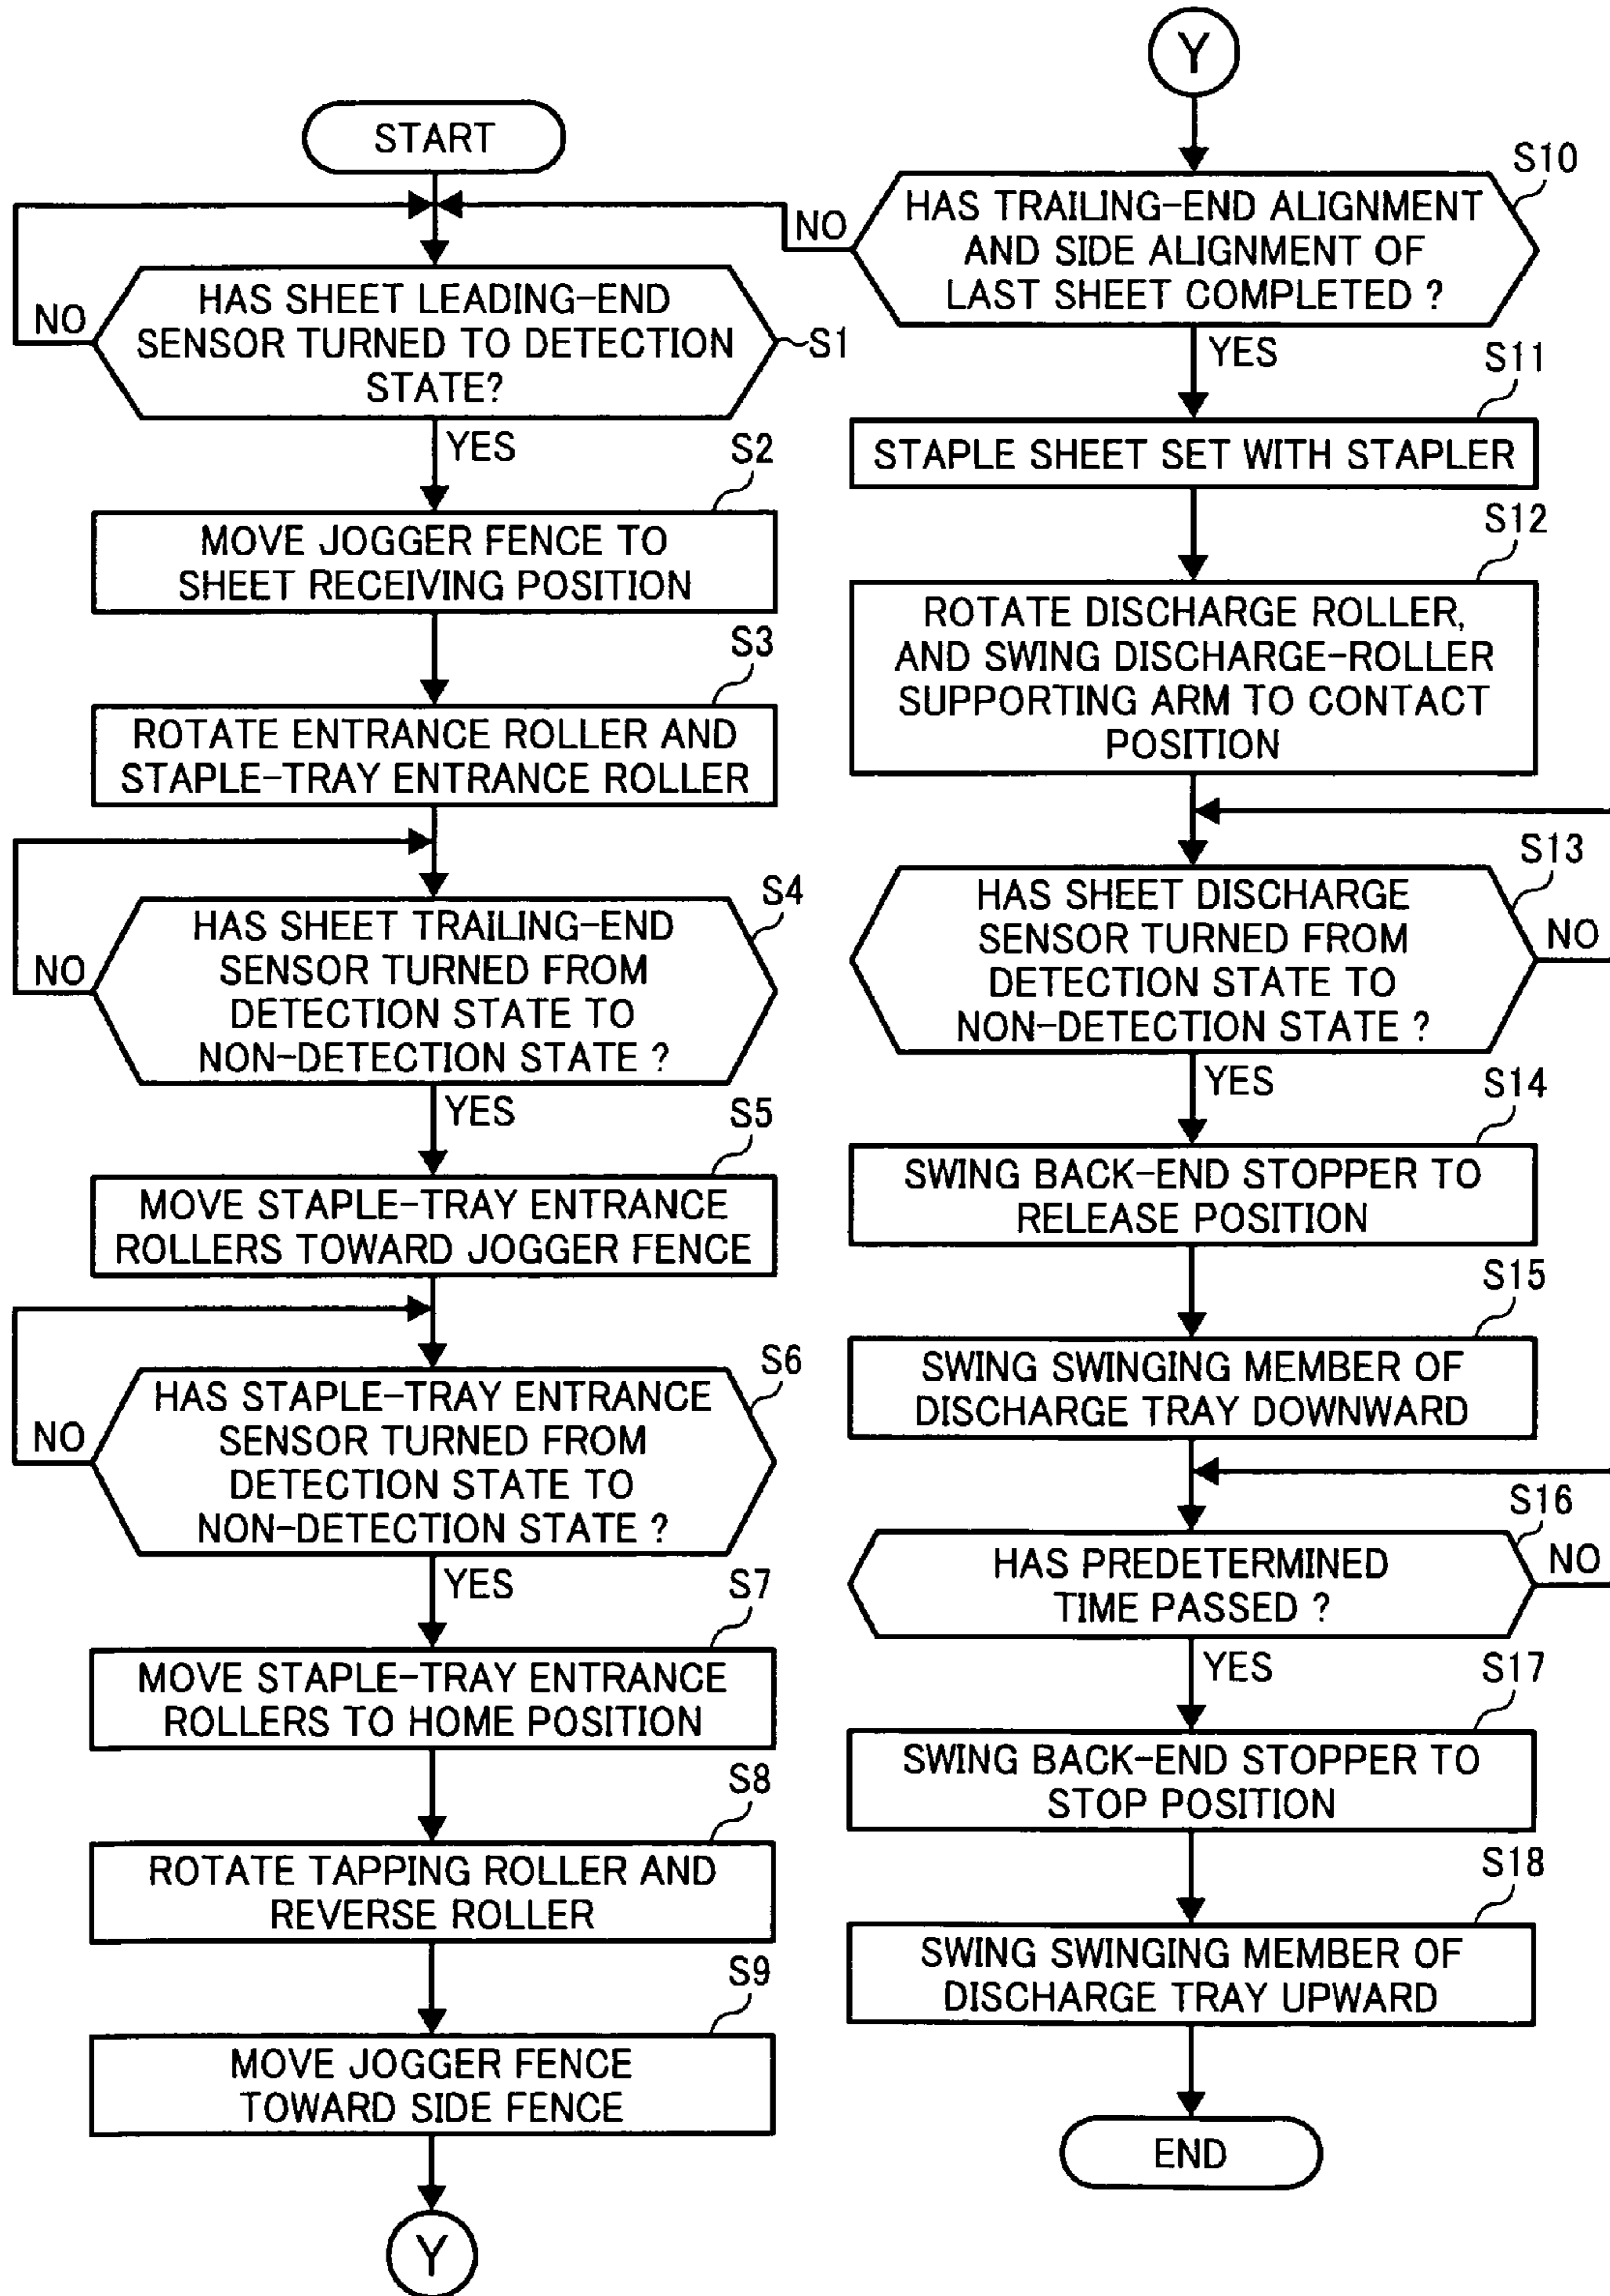 START
HAS SHEET LEADING-END
SENSOR TURNED TO DETECTION
STATE?
S1
NO
YES
S2
MOVE JOGGER FENCE TO
SHEET RECEIVING POSITION
S3
ROTATE ENTRANCE ROLLER AND
STAPLE-TRAY ENTRANCE ROLLER
S4
HAS SHEET TRAILING-END
SENSOR TURNED FROM
DETECTION STATE TO
NON-DETECTION STATE ?
NO
YES
S5
MOVE STAPLE-TRAY ENTRANCE
ROLLERS TOWARD JOGGER FENCE
S6
HAS STAPLE-TRAY ENTRANCE
SENSOR TURNED FROM
DETECTION STATE TO
NON-DETECTION STATE ?
NO
YES
S7
MOVE STAPLE-TRAY ENTRANCE
ROLLERS TO HOME POSITION
S8
ROTATE TAPPING ROLLER AND
REVERSE ROLLER
S9
MOVE JOGGER FENCE
TOWARD SIDE FENCE
Y
Y
S10
HAS TRAILING-END ALIGNMENT
AND SIDE ALIGNMENT OF
LAST SHEET COMPLETED ?
NO
YES
S11
STAPLE SHEET SET WITH STAPLER
S12
ROTATE DISCHARGE ROLLER,
AND SWING DISCHARGE-ROLLER
SUPPORTING ARM TO CONTACT
POSITION
S13
HAS SHEET DISCHARGE
SENSOR TURNED FROM
DETECTION STATE TO
NON-DETECTION STATE ?
NO
YES
S14
SWING BACK-END STOPPER TO
RELEASE POSITION
S15
SWING SWINGING MEMBER OF
DISCHARGE TRAY DOWNWARD
S16
HAS PREDETERMINED
TIME PASSED ?
NO
YES
S17
SWING BACK-END STOPPER TO
STOP POSITION
S18
SWING SWINGING MEMBER OF
DISCHARGE TRAY UPWARD
END